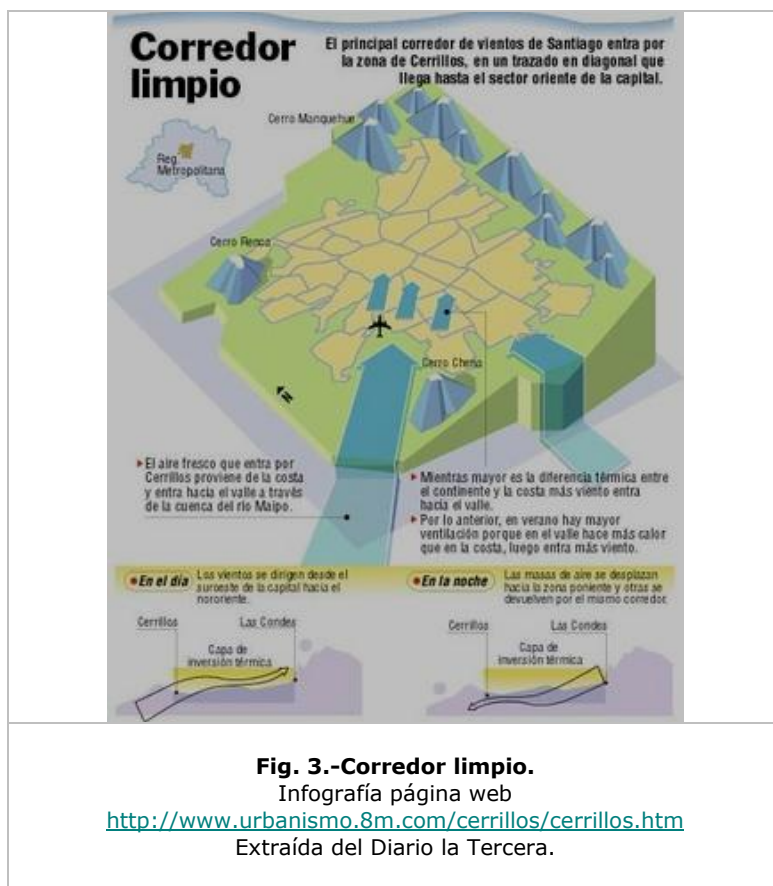 Corredor
limpio
El principal corredor de vientos de Santiago entra por
la zona de Cerrillos, en un trazado en diagonal que
llega hasta el sector oriente de la capital.
Cerro Manquehue
Reg.
Metropolitana
Cerro Renca
Cerro Chena
N
El aire fresco que entra por
Cerrillos proviene de la costa
y entra hacia el valle a través
de la cuenca del río Maipo.
Mientras mayor es la diferencia térmica entre
el continente y la costa más viento entra
hacia el valle.
Por lo anterior, en verano hay mayor
ventilación porque en el valle hace más calor
que en la costa, luego entra más viento.
En el día
Los vientos se dirigen desde el
suroeste de la capital hacia el
nororiente.
Cerrillos
Las Condes
Capa de
inversión térmica
En la noche
Las masas de aire se desplazan
hacia la zona poniente y otras se
devuelven por el mismo corredor.
Cerrillos
Las Condes
Capa de
inversión térmica
Fig. 3.-Corredor limpio.
Infografía página web
http://www.urbanismo.8m.com/cerrillos/cerrillos.htm
Extraída del Diario la Tercera.